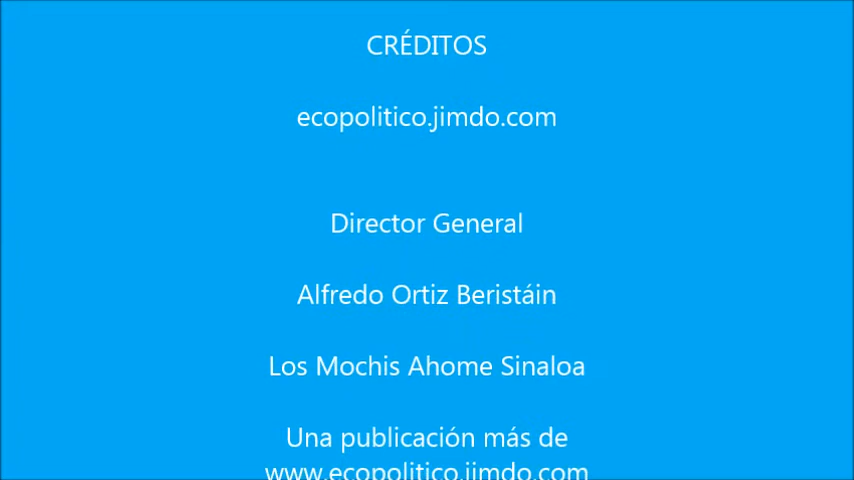 CRÉDITOS
ecopolitico.jimdo.com
Director General
Alfredo Ortiz Beristáin
Los Mochis Ahome Sinaloa
Una publicación más de
www.ecopolitico.jimdo.com